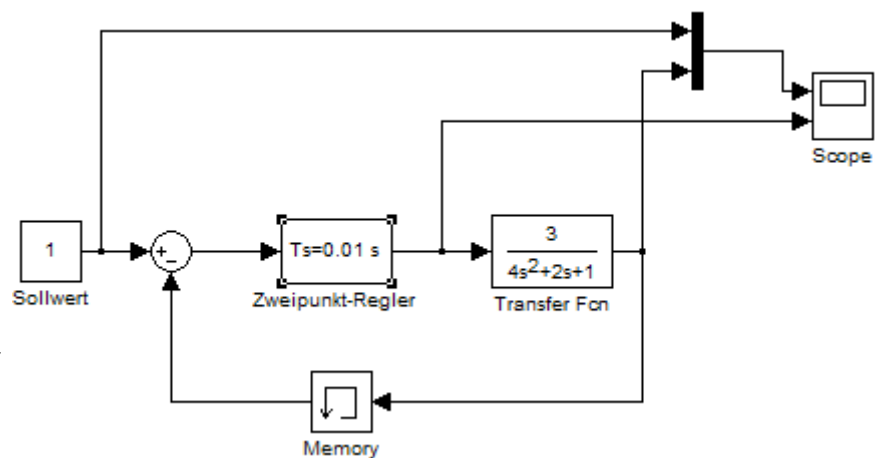 Scope
1
Sollwert
+
−
Ts=0.01 s
Zweipunkt-Regler
3
4s²+2s+1
Transfer Fcn
Memory